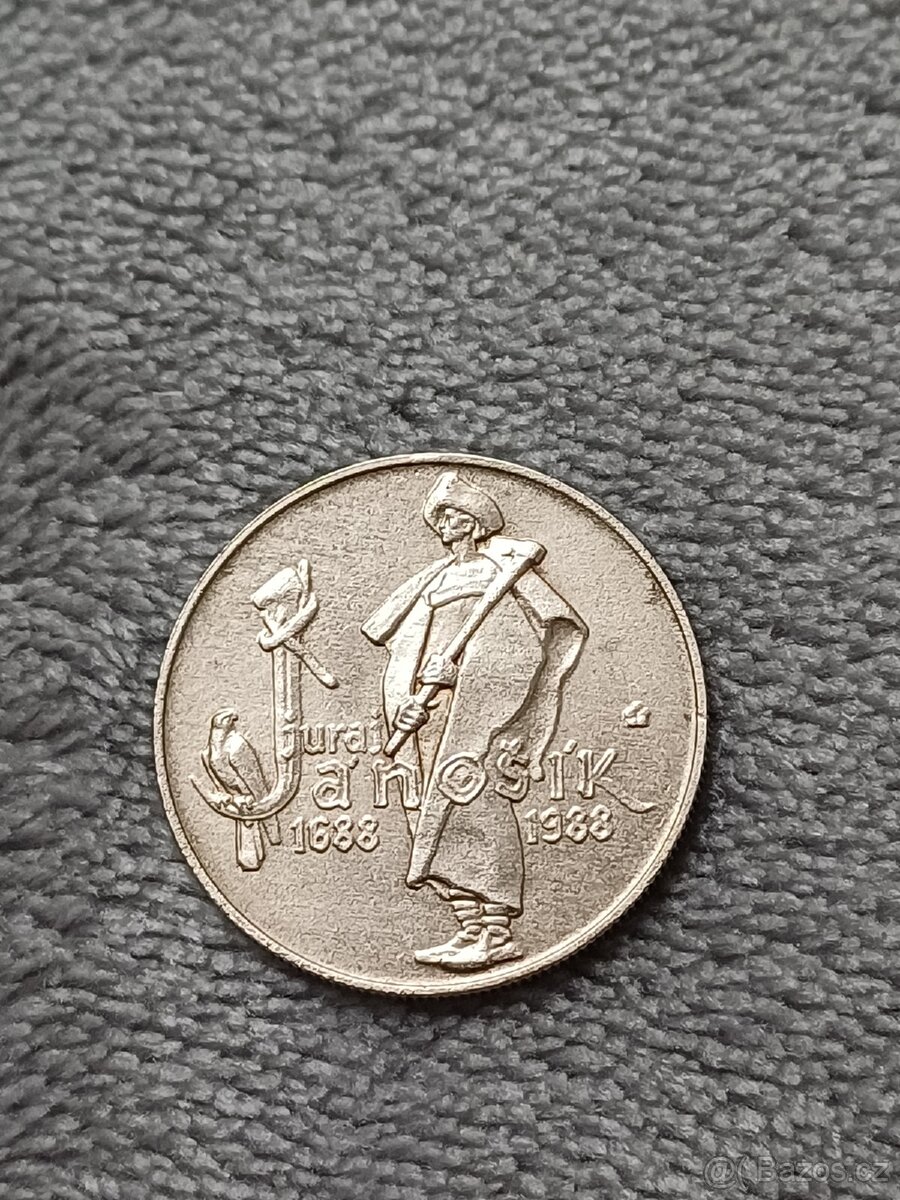 juraj
Jánošík
1688 1988
@( Bazos.cz